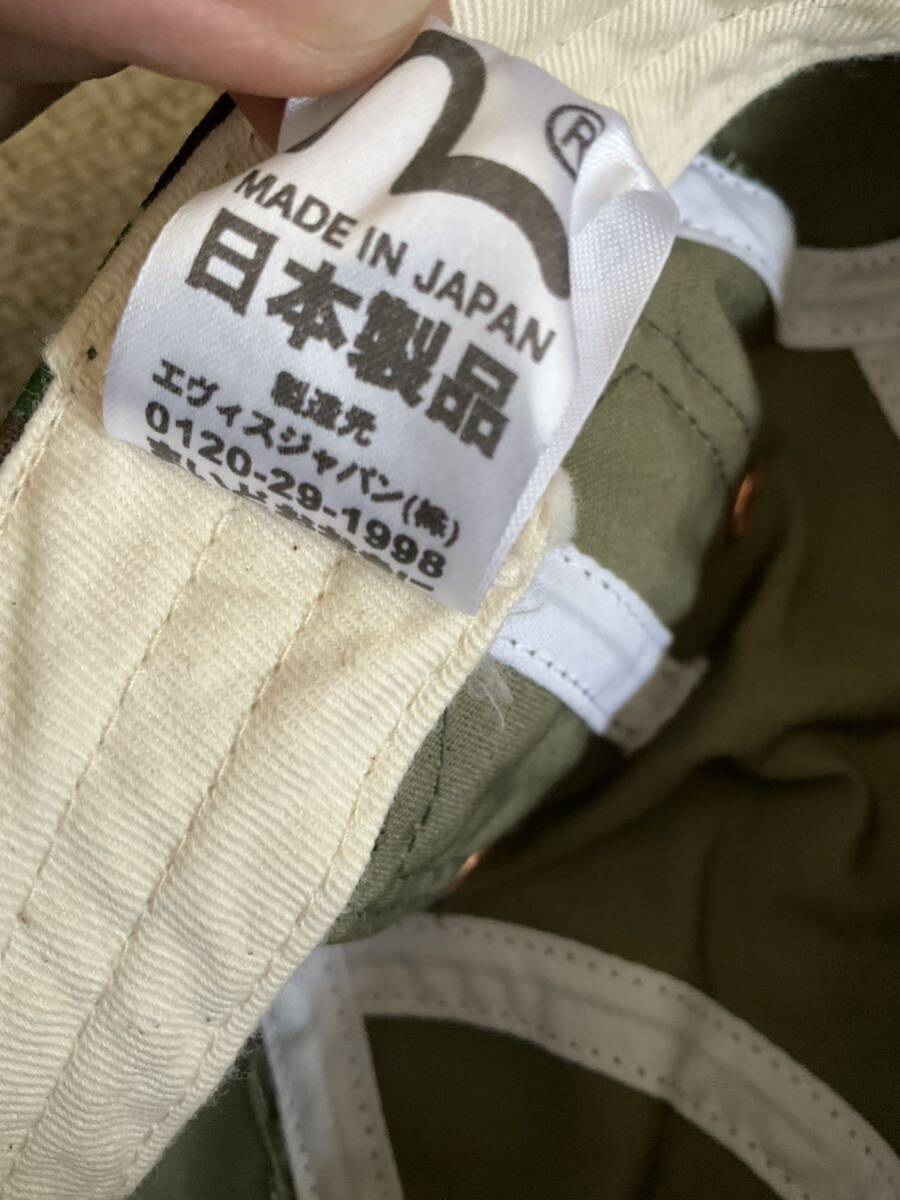 ®
MADE IN JAPAN
日本製品
製造元
エヴィスジャパン(株)
0120-29-1998